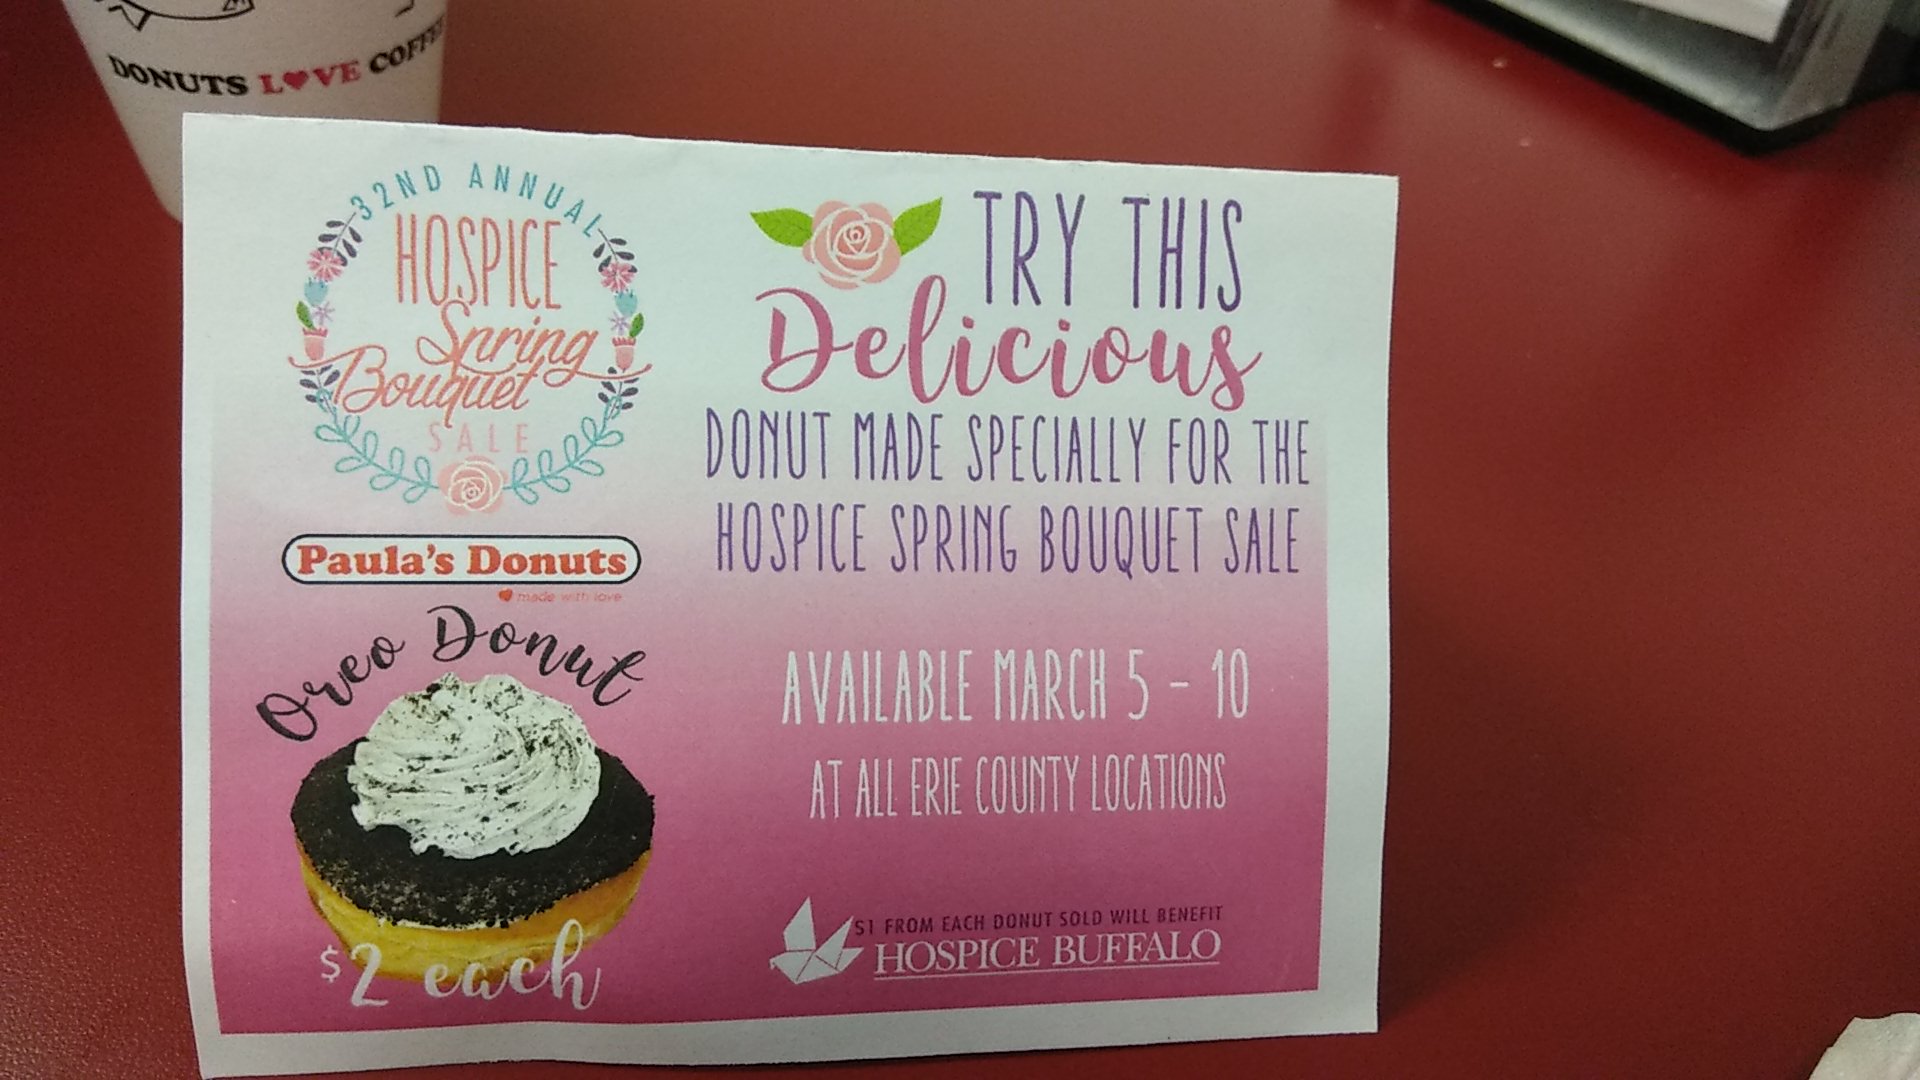 DONUTS L♥VE COFFE
32ND ANNUAL
HOSPICE
Spring
Bouquet
SALE
Paula's Donuts
made with love
Oreo Donut
$2 each
TRY THIS
Delicious
DONUT MADE SPECIALLY FOR THE
HOSPICE SPRING BOUQUET SALE
AVAILABLE MARCH 5 - 10
AT ALL ERIE COUNTY LOCATIONS
$1 FROM EACH DONUT SOLD WILL BENEFIT
HOSPICE BUFFALO